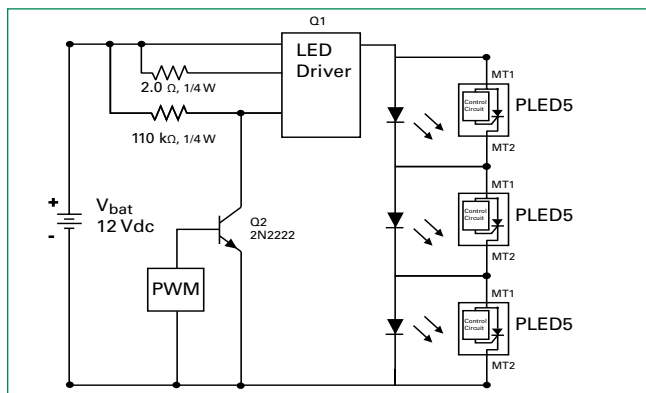 Q1
LED
Driver
2.0 Ω, 1/4 W
110 kΩ, 1/4 W
+
-
Vbat
12 Vdc
Q2
2N2222
PWM
MT1
Control
Circuit
PLED5
MT2
MT1
Control
Circuit
PLED5
MT2
MT1
Control
Circuit
PLED5
MT2